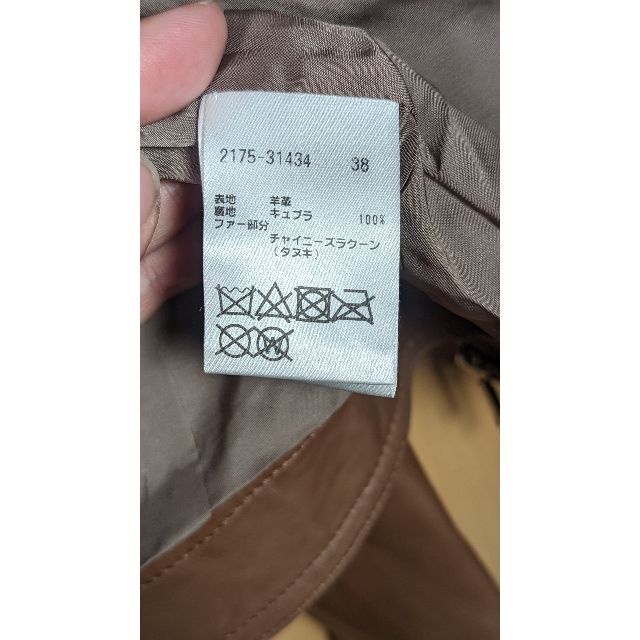 2175-31434 38
表地 羊革
裏地 キュプラ 100%
ファー部分
チャイニーズラクーン
(タヌキ)
W